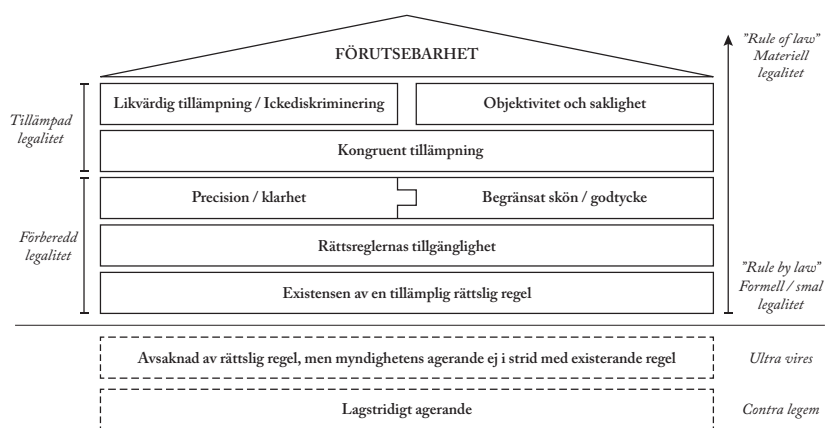 FÖRUTSEBARHET
"Rule of law"
Materiell
legalitet
Tillämpad
legalitet
Likvärdig tillämpning / Ickediskriminering
Objektivitet och saklighet
Kongruent tillämpning
Förberedd
legalitet
Precision / klarhet
Begränsat skön / godtycke
Rättsreglernas tillgänglighet
Existensen av en tillämplig rättslig regel
"Rule by law"
Formell / smal
legalitet
Avsaknad av rättslig regel, men myndighetens agerande ej i strid med existerande regel
Ultra vires
Lagstridigt agerande
Contra legem